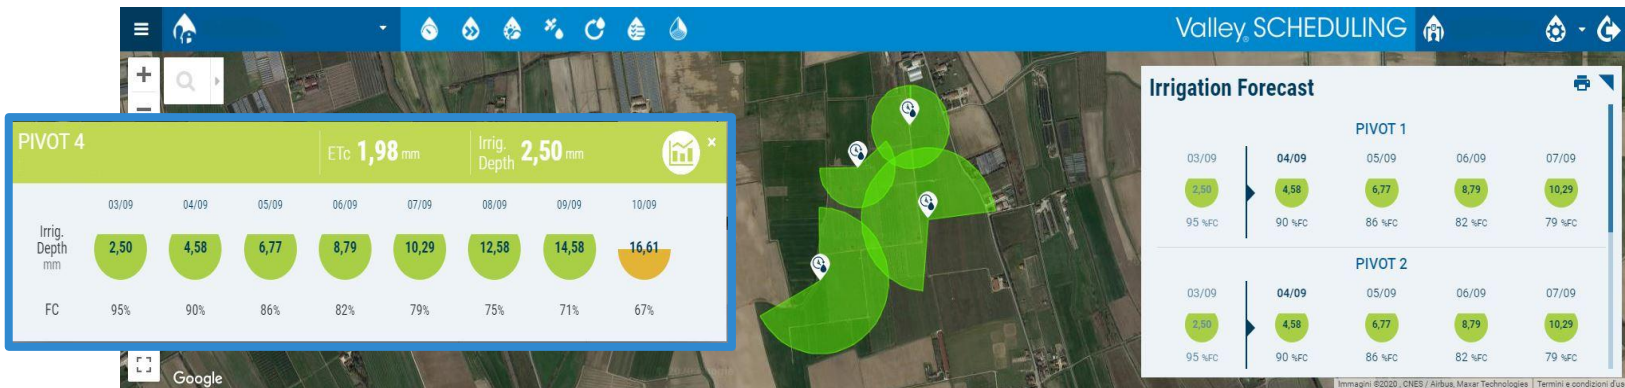 Valley® SCHEDULING
+
−
PIVOT 4
ETc 1,98 mm
Irrig. Depth 2,50 mm
×
03/09 04/09 05/09 06/09 07/09 08/09 09/09 10/09
Irrig. Depth mm 2,50 4,58 6,77 8,79 10,29 12,58 14,58 16,61
FC 95% 90% 86% 82% 79% 75% 71% 67%
Google
Irrigation Forecast
PIVOT 1
03/09 04/09 05/09 06/09 07/09
2,50 4,58 6,77 8,79 10,29
95 %FC 90 %FC 86 %FC 82 %FC 79 %FC
PIVOT 2
03/09 04/09 05/09 06/09 07/09
2,50 4,58 6,77 8,79 10,29
95 %FC 90 %FC 86 %FC 82 %FC 79 %FC
Immagini ©2020 , CNES / Airbus, Maxar Technologies Termini e condizioni d'us